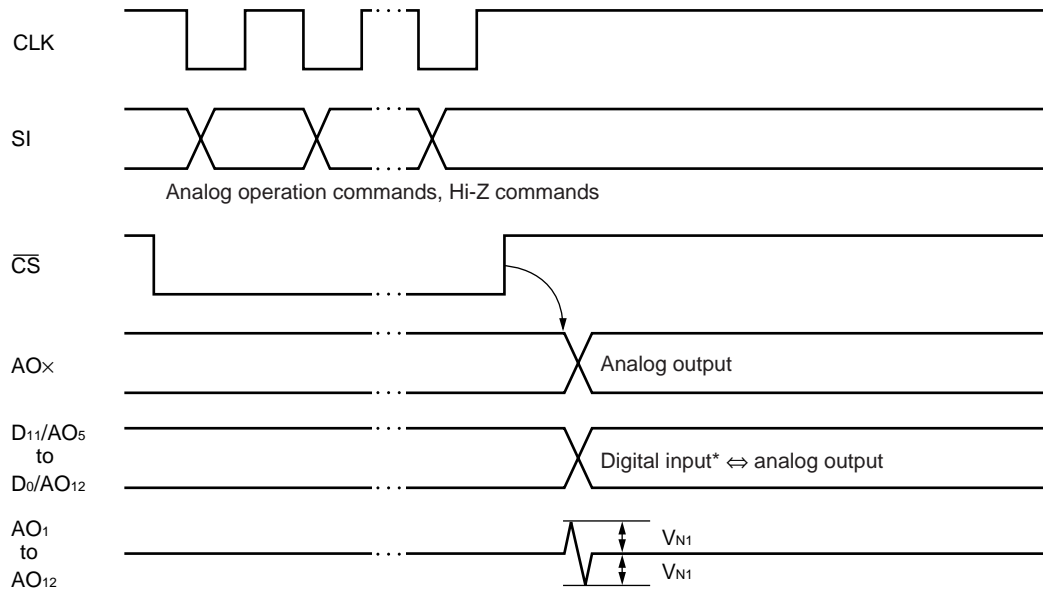 CLK
SI
Analog operation commands, Hi-Z commands
CS
AO×
Analog output
D11/AO5
to
D0/AO12
Digital input* ⇔ analog output
AO1
to
AO12
VN1
VN1